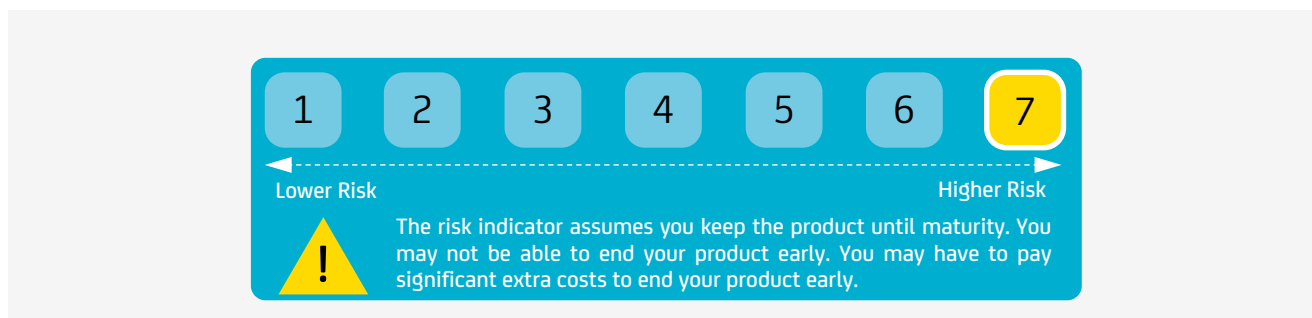 1 2 3 4 5 6 7
Lower Risk Higher Risk
! The risk indicator assumes you keep the product until maturity. You
may not be able to end your product early. You may have to pay
significant extra costs to end your product early.